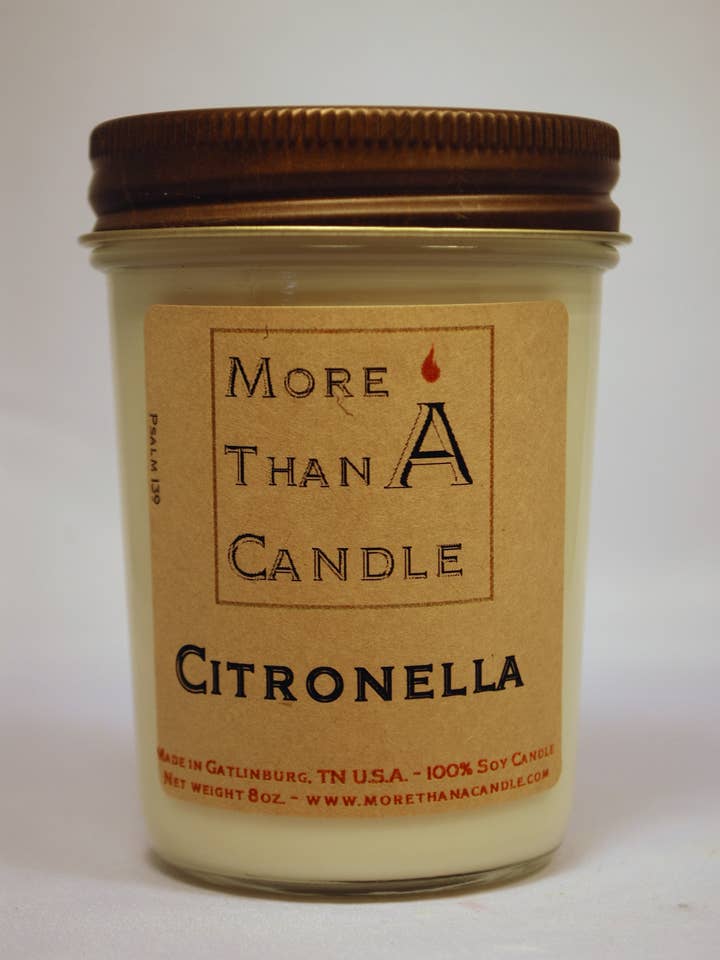 More
Than A
Candle
Psalm 139
Citronella
Made in Gatlinburg, TN U.S.A. - 100% Soy Candle
Net weight 8oz. - www.morethanacandle.com